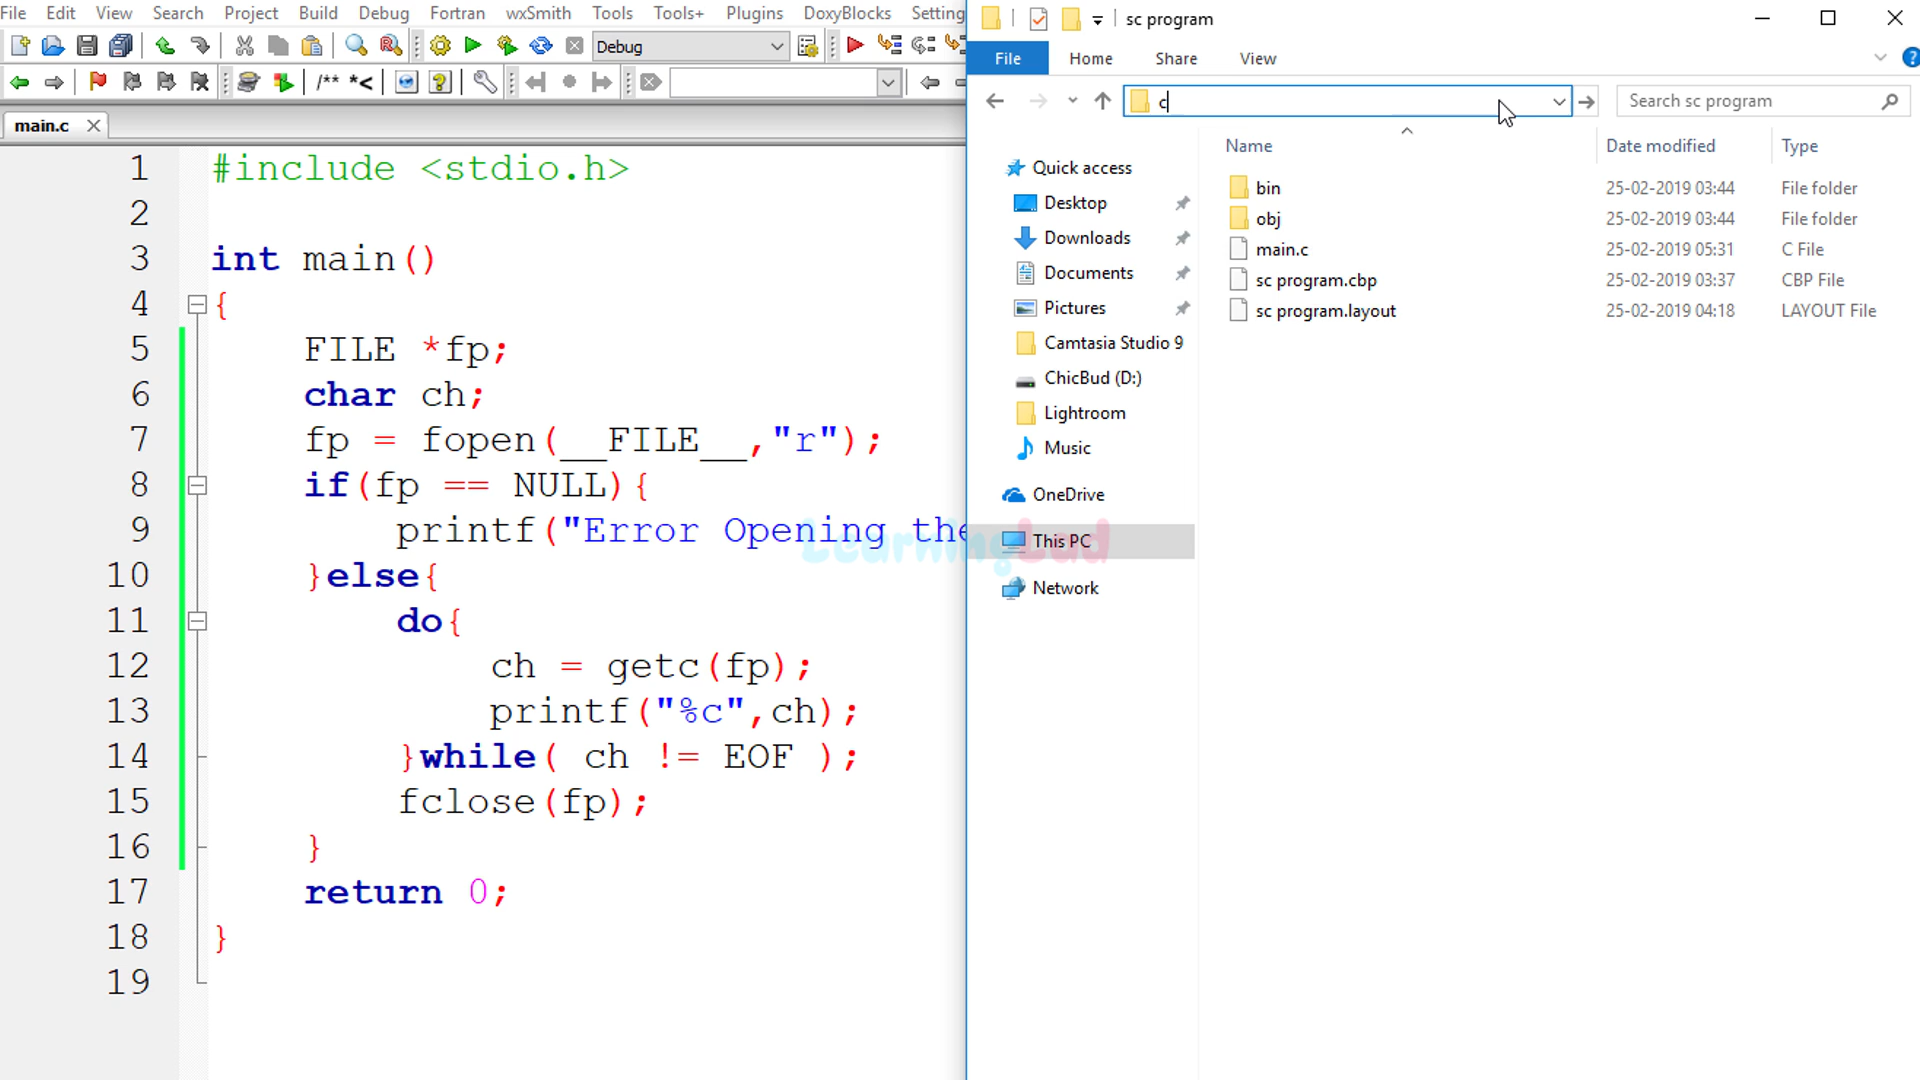 File Edit View Search Project Build Debug Fortran wxSmith Tools Tools+ Plugins DoxyBlocks Setting
Debug
/** *<
main.c
1 #include <stdio.h>
2
3 int main()
4 {
5 FILE *fp;
6 char ch;
7 fp = fopen(__FILE__,"r");
8 if(fp == NULL){
9 printf("Error Opening the
10 }else{
11 do{
12 ch = getc(fp);
13 printf("%c",ch);
14 }while( ch != EOF );
15 fclose(fp);
16 }
17 return 0;
18 }
19
LearningLad
sc program
File Home Share View
c
Search sc program
Name Date modified Type
bin 25-02-2019 03:44 File folder
obj 25-02-2019 03:44 File folder
main.c 25-02-2019 05:31 C File
sc program.cbp 25-02-2019 03:37 CBP File
sc program.layout 25-02-2019 04:18 LAYOUT File
Quick access
Desktop
Downloads
Documents
Pictures
Camtasia Studio 9
ChicBud (D:)
Lightroom
Music
OneDrive
This PC
Network